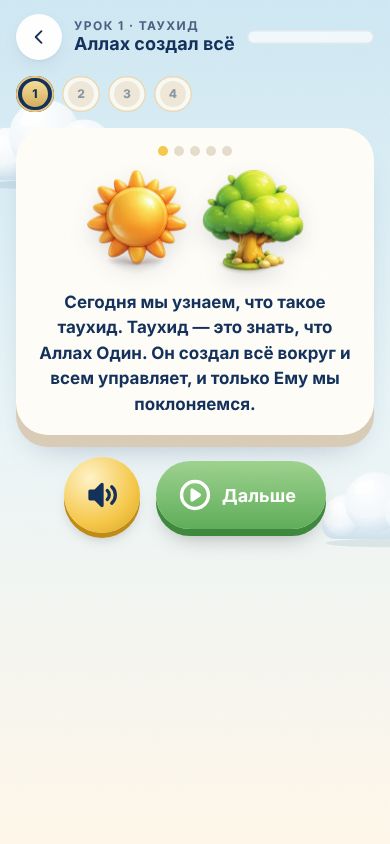 УРОК 1 · ТАУХИД
Аллах создал всё
1 2 3 4
Сегодня мы узнаем, что такое
таухид. Таухид — это знать, что
Аллах Один. Он создал всё вокруг и
всем управляет, и только Ему мы
поклоняемся.
Дальше